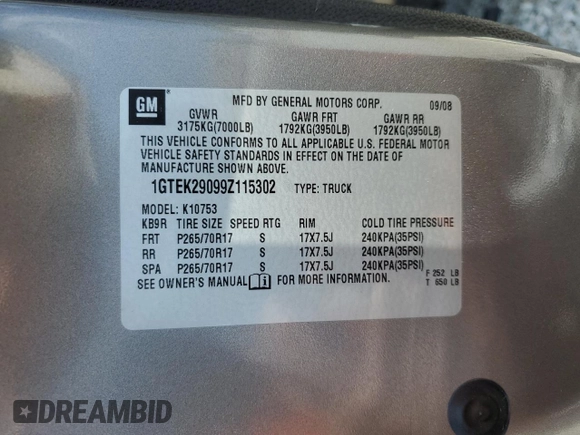 GM
MFD BY GENERAL MOTORS CORP. 09/08
GVWR GAWR FRT GAWR RR
3175KG(7000LB) 1792KG(3950LB) 1792KG(3950LB)
THIS VEHICLE CONFORMS TO ALL APPLICABLE U.S. FEDERAL MOTOR
VEHICLE SAFETY STANDARDS IN EFFECT ON THE DATE OF
MANUFACTURE SHOWN ABOVE.
1GTEK29099Z115302 TYPE: TRUCK
MODEL: K10753
KB9R TIRE SIZE SPEED RTG RIM COLD TIRE PRESSURE
FRT P265/70R17 S 17X7.5J 240KPA(35PSI)
RR P265/70R17 S 17X7.5J 240KPA(35PSI)
SPA P265/70R17 S 17X7.5J 240KPA(35PSI)
SEE OWNER'S MANUAL FOR MORE INFORMATION.
F 252 LB
T 650 LB
DREAMBID